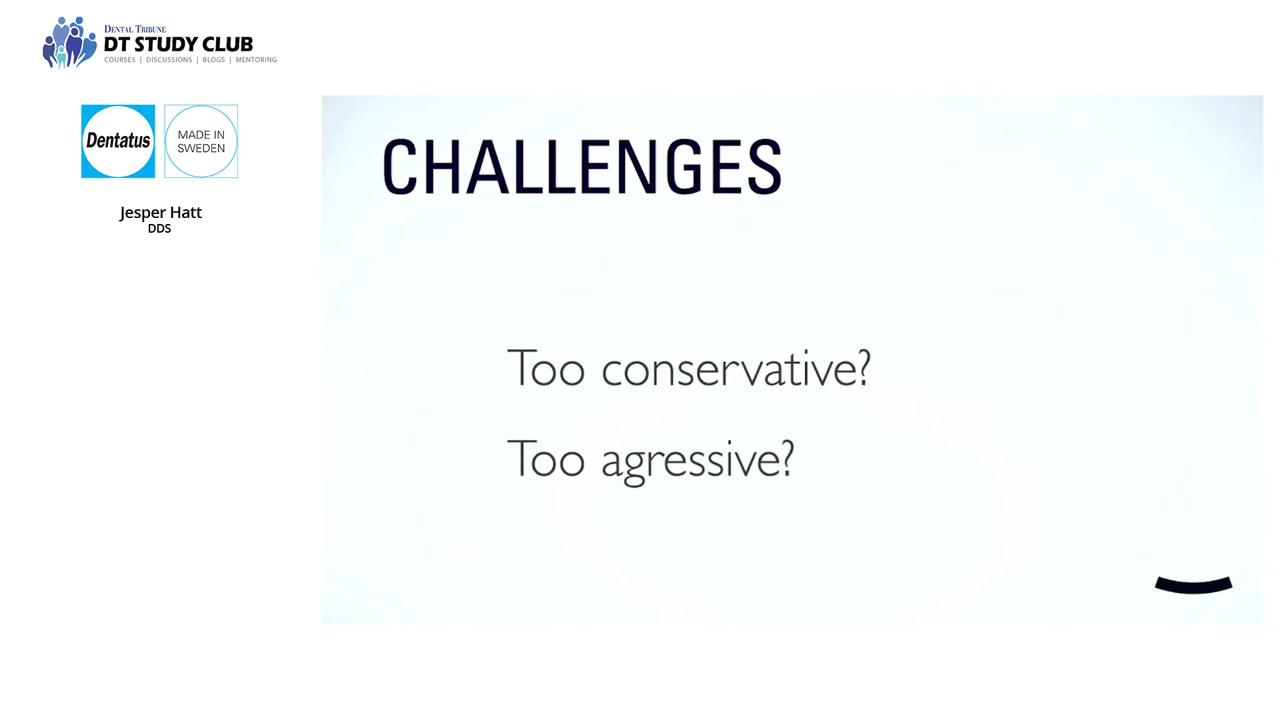 DENTAL TRIBUNE
DT STUDY CLUB
COURSES | DISCUSSIONS | BLOGS | MENTORING
Dentatus
MADE IN
SWEDEN
Jesper Hatt
DDS
CHALLENGES
Too conservative?
Too agressive?